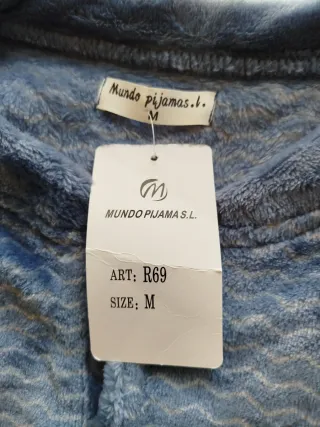 Mundo pijamas.l.
M
M
MUNDO PIJAMA S.L.
ART: R69
SIZE: M